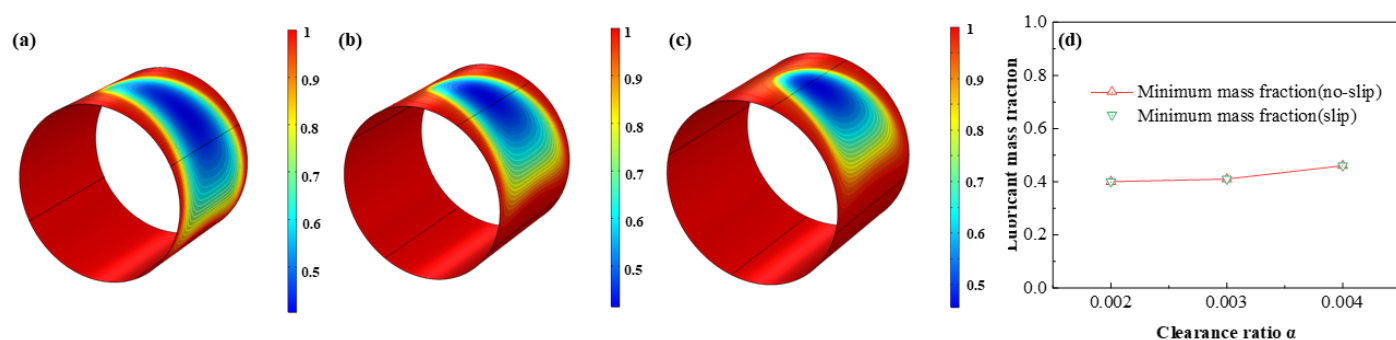 (a)
1
0.9
0.8
0.7
0.6
0.5
(b)
1
0.9
0.8
0.7
0.6
0.5
(c)
1
0.9
0.8
0.7
0.6
0.5
(d)
Lubricant mass fraction
1.0
0.8
0.6
0.4
0.2
0.0
Minimum mass fraction(no-slip)
Minimum mass fraction(slip)
0.002 0.003 0.004
Clearance ratio α